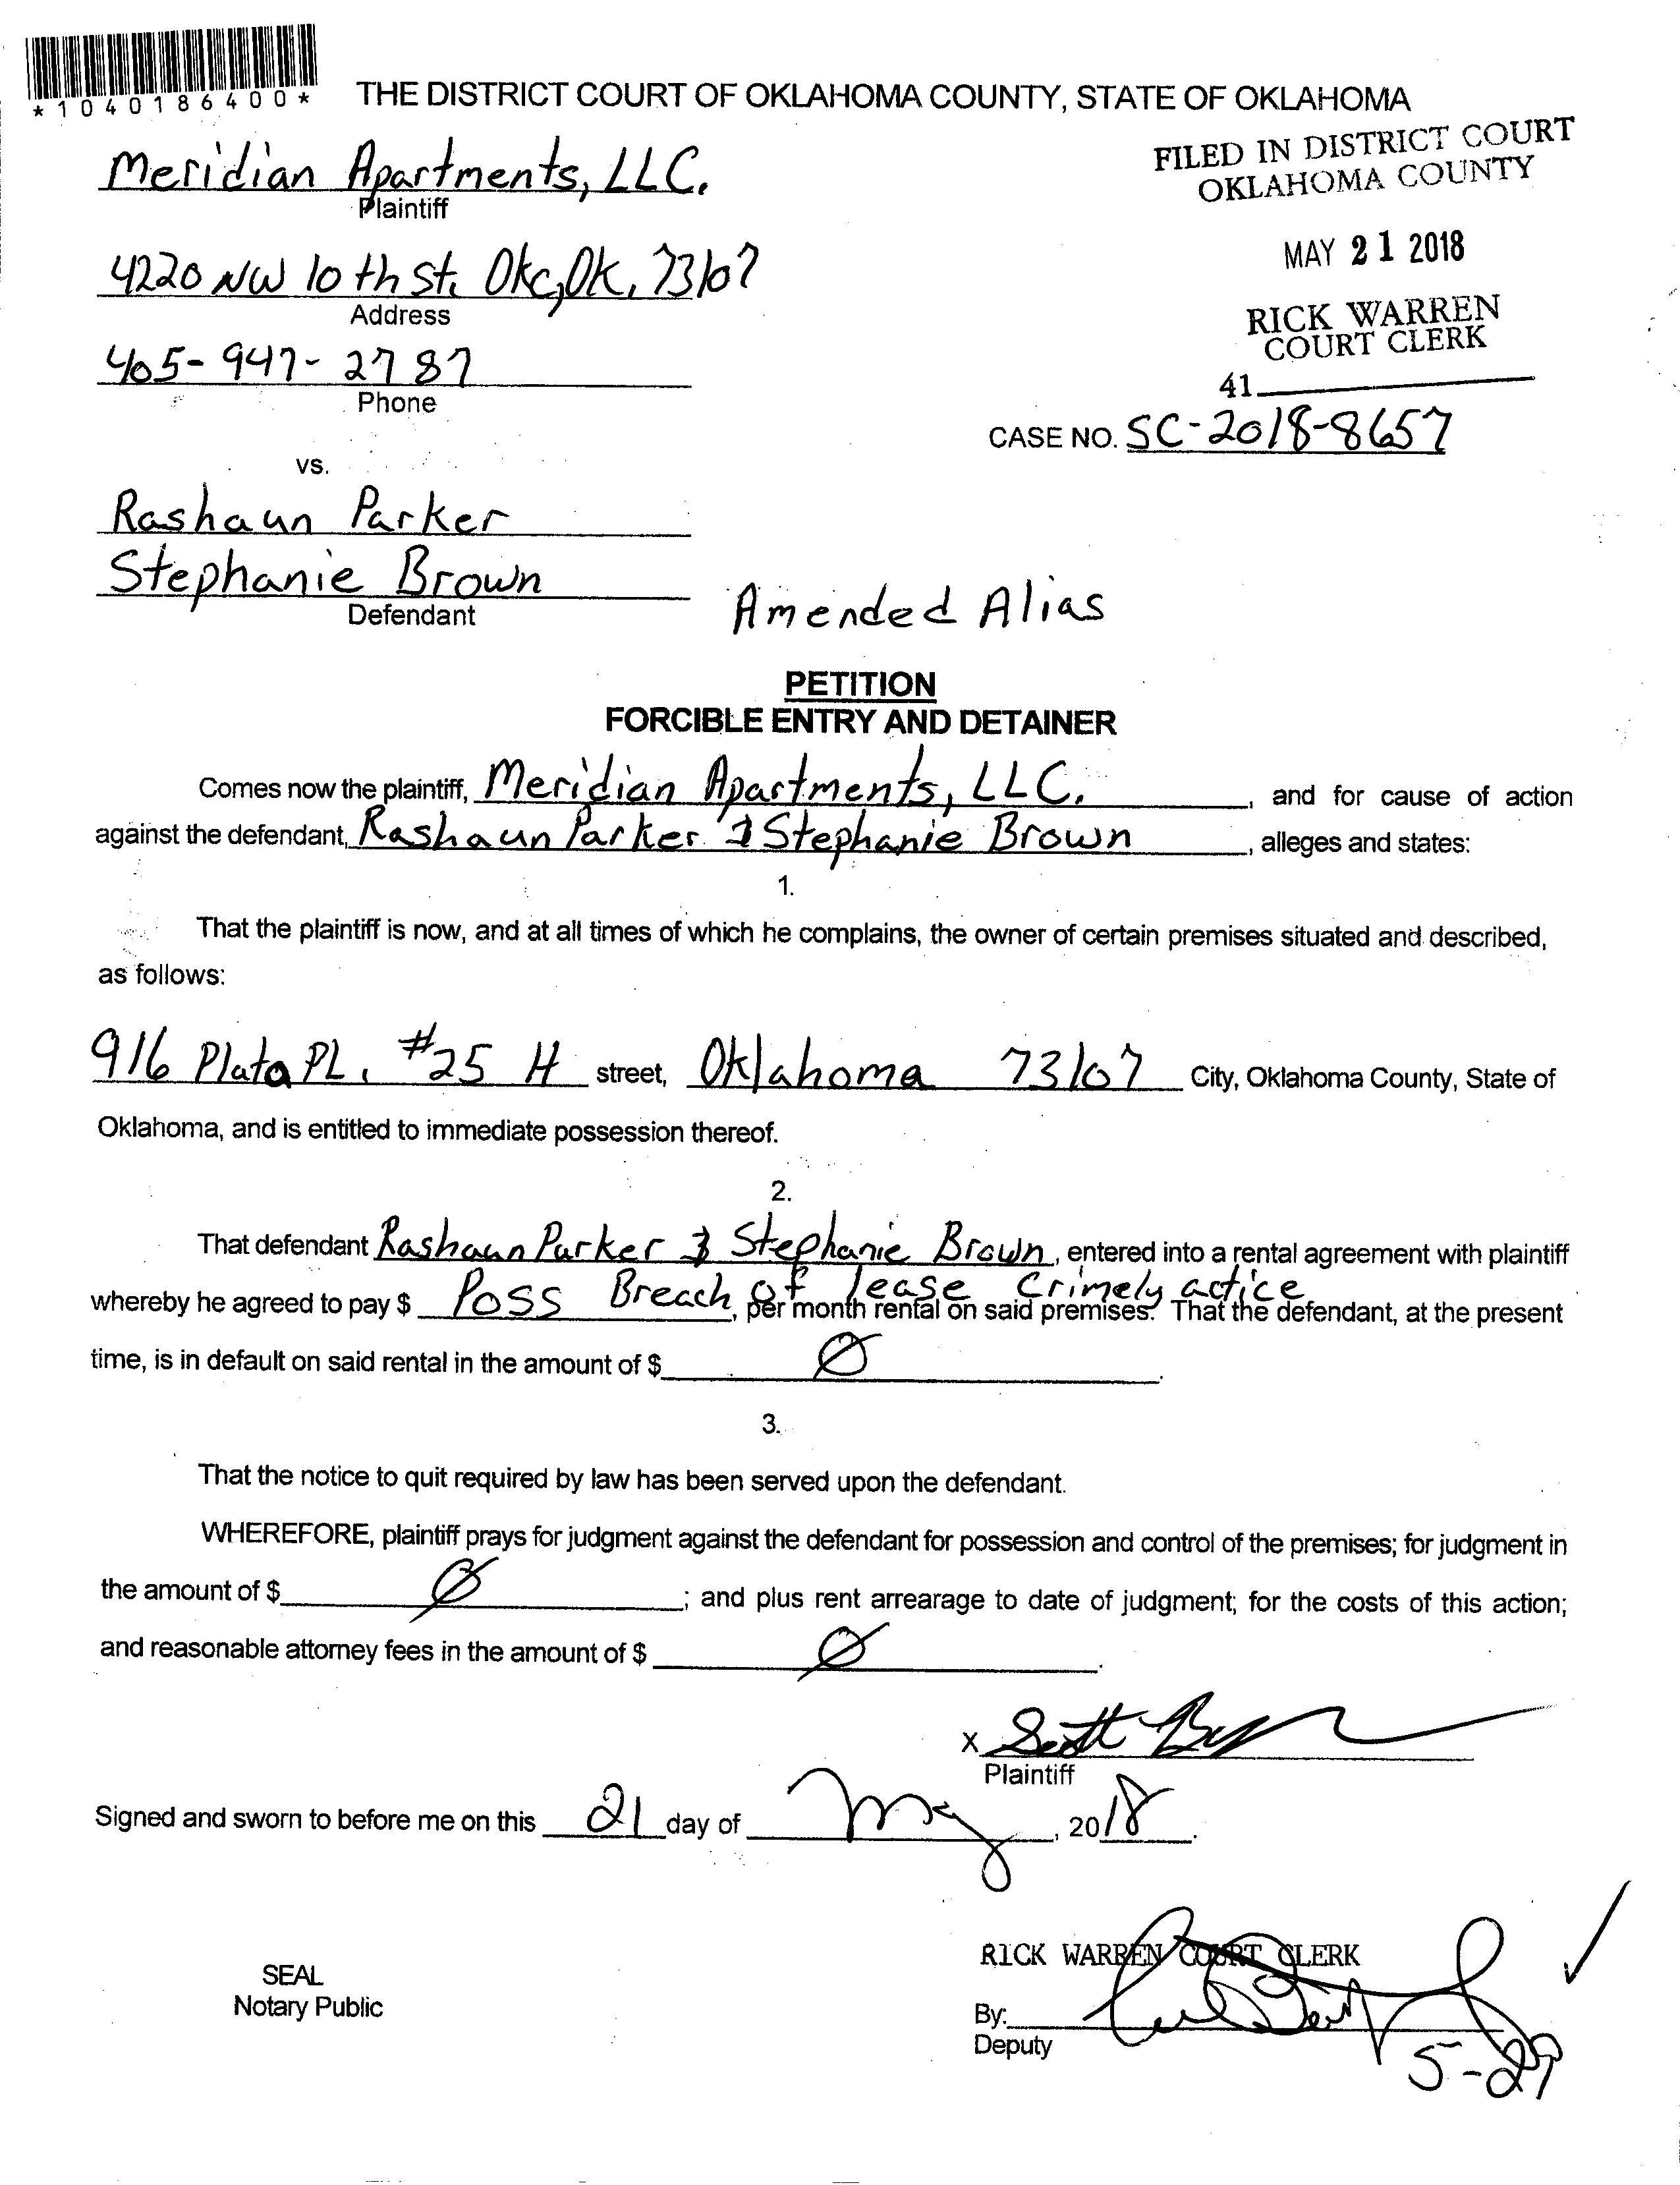 *1040186400*
THE DISTRICT COURT OF OKLAHOMA COUNTY, STATE OF OKLAHOMA
FILED IN DISTRICT COURT
OKLAHOMA COUNTY
Meridian Apartments, LLC.
Plaintiff
MAY 21 2018
4220 NW 10th St. Okc, Ok, 73107
Address
RICK WARREN
COURT CLERK
405-947-2787
Phone
41
CASE NO. SC-2018-8657
vs.
Rashaun Parker
Stephanie Brown
Defendant
Amended Alias
PETITION
FORCIBLE ENTRY AND DETAINER
Comes now the plaintiff, Meridian Apartments, LLC. , and for cause of action
against the defendant, Rashaun Parker & Stephanie Brown , alleges and states:
1.
That the plaintiff is now, and at all times of which he complains, the owner of certain premises situated and described,
as follows:
916 Plata PL. #25 H street, Oklahoma 73107 City, Oklahoma County, State of
Oklahoma, and is entitled to immediate possession thereof.
2.
That defendant Rashaun Parker & Stephanie Brown, entered into a rental agreement with plaintiff
Poss Breach of lease Crimely actice
whereby he agreed to pay $ , per month rental on said premises. That the defendant, at the present
time, is in default on said rental in the amount of $ Ø .
3.
That the notice to quit required by law has been served upon the defendant.
WHEREFORE, plaintiff prays for judgment against the defendant for possession and control of the premises; for judgment in
the amount of $ Ø ; and plus rent arrearage to date of judgment; for the costs of this action;
and reasonable attorney fees in the amount of $ Ø .
X Scott
Plaintiff
Signed and sworn to before me on this 21 day of May, 2018.
RICK WARREN COURT CLERK
SEAL
Notary Public
By:
Deputy
5-29